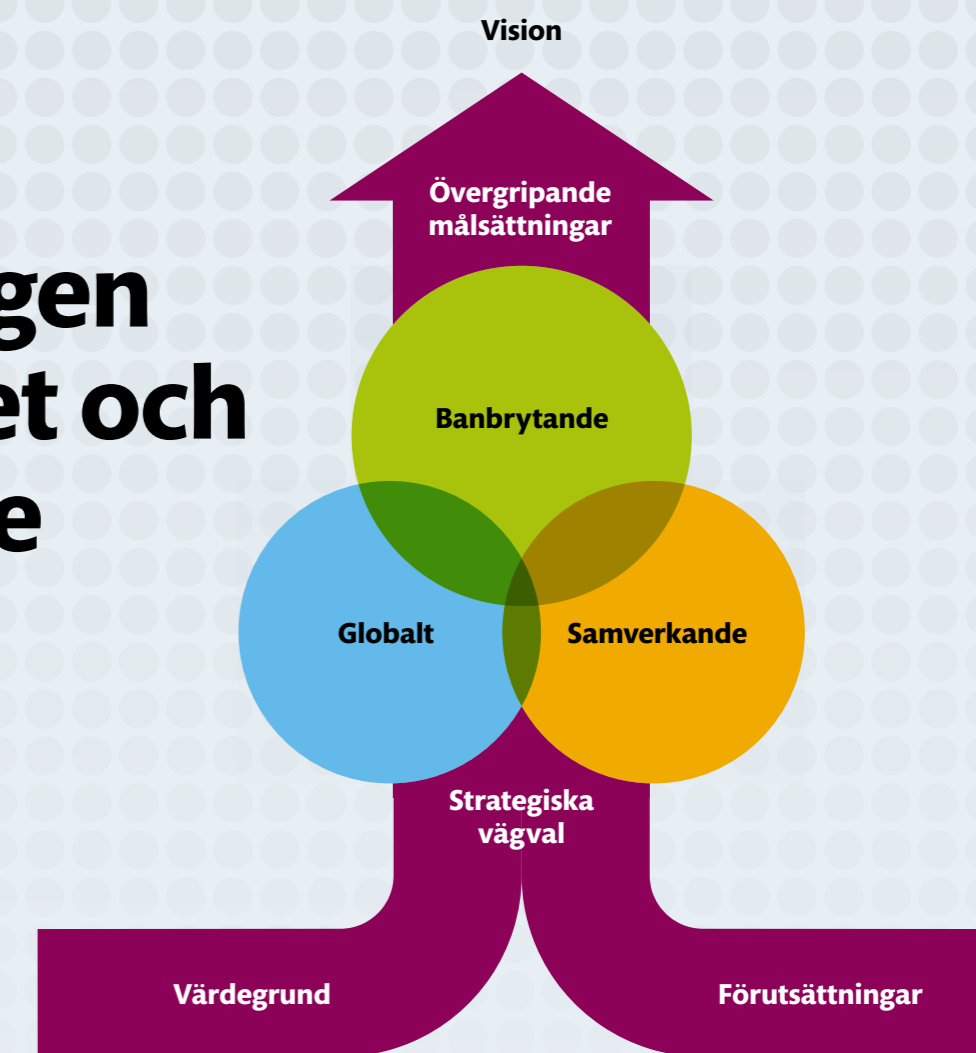 Vision
Övergripande
målsättningar
gen
et och
e
Banbrytande
Globalt
Samverkande
Strategiska
vägval
Värdegrund
Förutsättningar